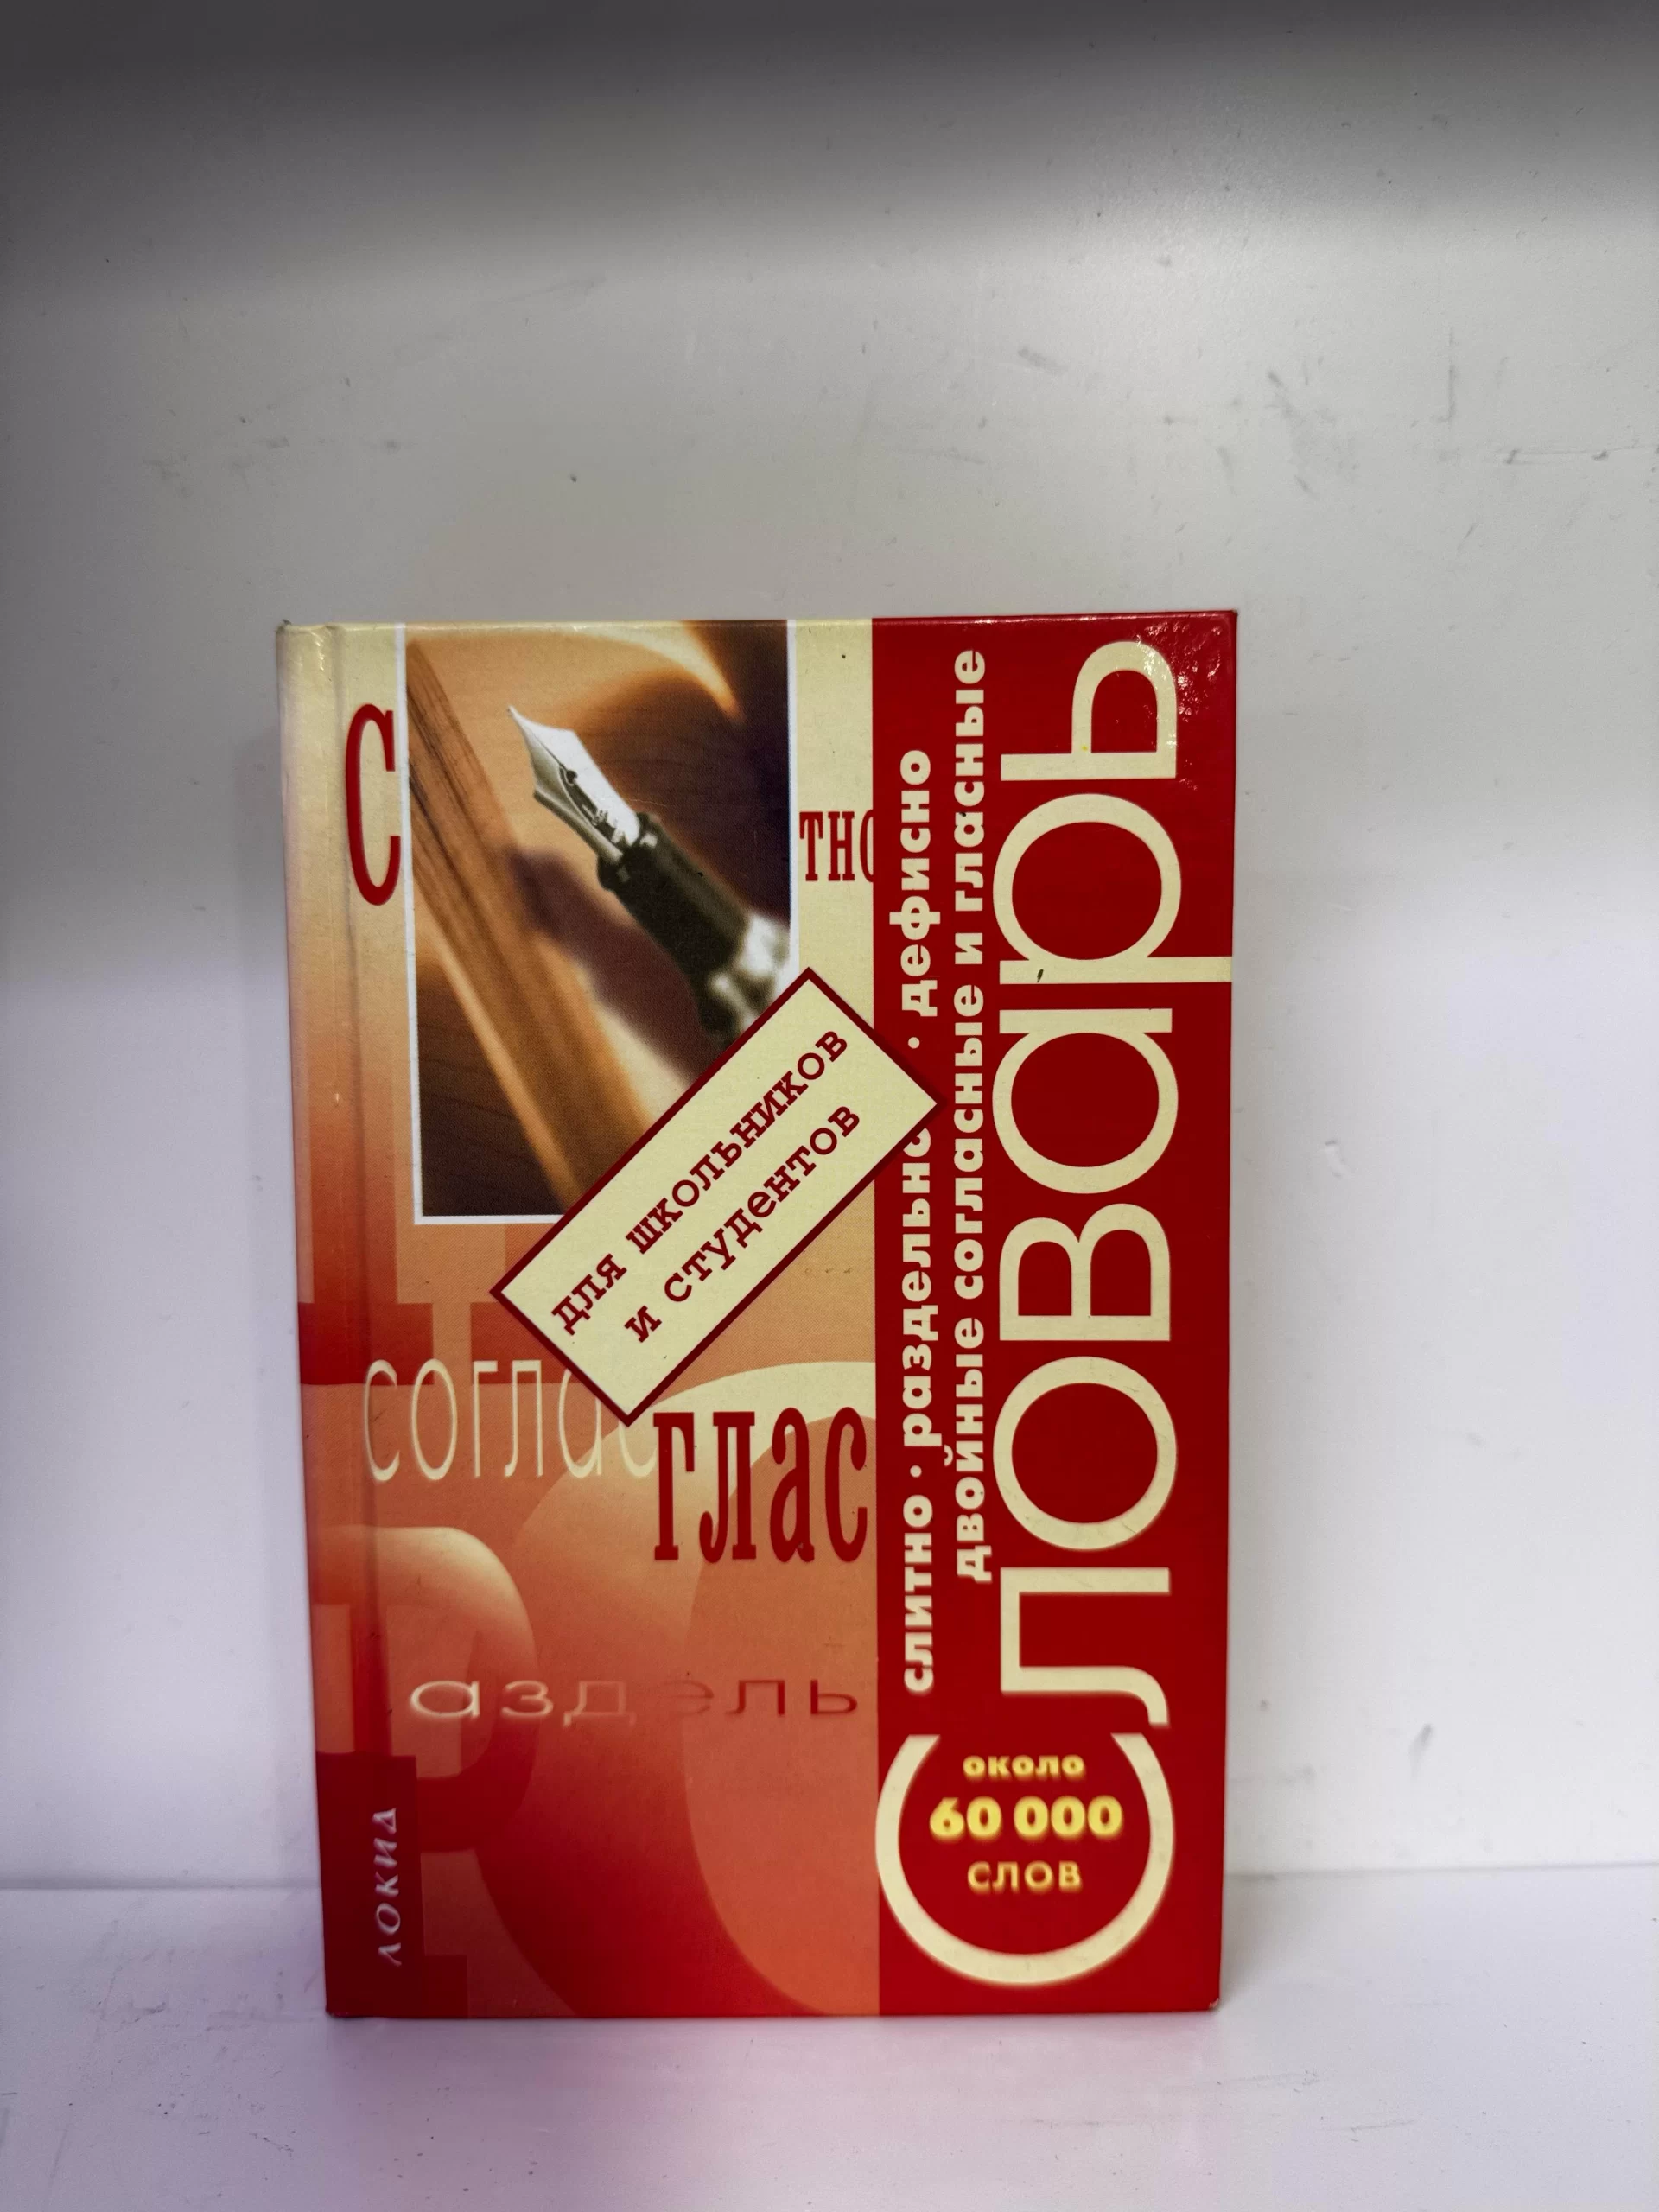 С
тно
для школьников
и студентов
соглас
глас
аздель
слитно · раздельно · дефисно
двойные согласные и гласные
Словарь
около
60 000
слов
ЛОКИД